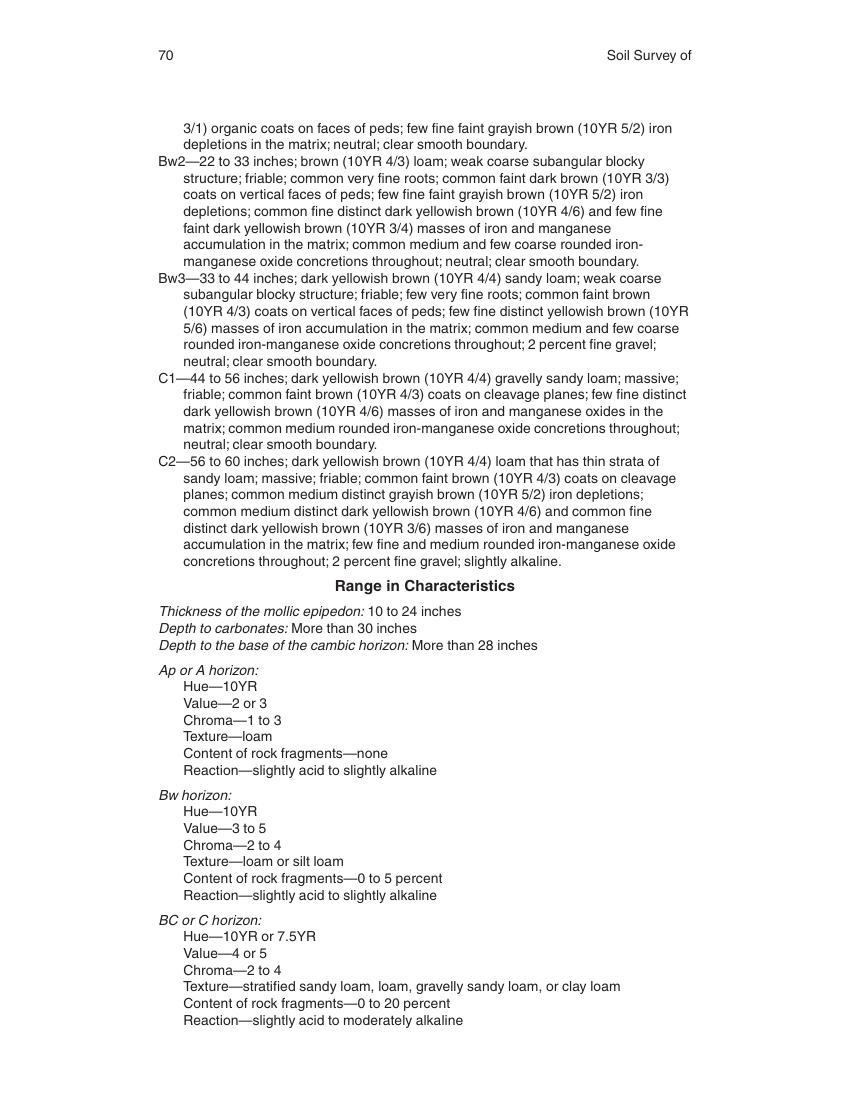 70
Soil Survey of
3/1) organic coats on faces of peds; few fine faint grayish brown (10YR 5/2) iron
depletions in the matrix; neutral; clear smooth boundary.
Bw2—22 to 33 inches; brown (10YR 4/3) loam; weak coarse subangular blocky
structure; friable; common very fine roots; common faint dark brown (10YR 3/3)
coats on vertical faces of peds; few fine faint grayish brown (10YR 5/2) iron
depletions; common fine distinct dark yellowish brown (10YR 4/6) and few fine
faint dark yellowish brown (10YR 3/4) masses of iron and manganese
accumulation in the matrix; common medium and few coarse rounded iron-
manganese oxide concretions throughout; neutral; clear smooth boundary.
Bw3—33 to 44 inches; dark yellowish brown (10YR 4/4) sandy loam; weak coarse
subangular blocky structure; friable; few very fine roots; common faint brown
(10YR 4/3) coats on vertical faces of peds; few fine distinct yellowish brown (10YR
5/6) masses of iron accumulation in the matrix; common medium and few coarse
rounded iron-manganese oxide concretions throughout; 2 percent fine gravel;
neutral; clear smooth boundary.
C1—44 to 56 inches; dark yellowish brown (10YR 4/4) gravelly sandy loam; massive;
friable; common faint brown (10YR 4/3) coats on cleavage planes; few fine distinct
dark yellowish brown (10YR 4/6) masses of iron and manganese oxides in the
matrix; common medium rounded iron-manganese oxide concretions throughout;
neutral; clear smooth boundary.
C2—56 to 60 inches; dark yellowish brown (10YR 4/4) loam that has thin strata of
sandy loam; massive; friable; common faint brown (10YR 4/3) coats on cleavage
planes; common medium distinct grayish brown (10YR 5/2) iron depletions;
common medium distinct dark yellowish brown (10YR 4/6) and common fine
distinct dark yellowish brown (10YR 3/6) masses of iron and manganese
accumulation in the matrix; few fine and medium rounded iron-manganese oxide
concretions throughout; 2 percent fine gravel; slightly alkaline.
Range in Characteristics
Thickness of the mollic epipedon: 10 to 24 inches
Depth to carbonates: More than 30 inches
Depth to the base of the cambic horizon: More than 28 inches
Ap or A horizon:
Hue—10YR
Value—2 or 3
Chroma—1 to 3
Texture—loam
Content of rock fragments—none
Reaction—slightly acid to slightly alkaline
Bw horizon:
Hue—10YR
Value—3 to 5
Chroma—2 to 4
Texture—loam or silt loam
Content of rock fragments—0 to 5 percent
Reaction—slightly acid to slightly alkaline
BC or C horizon:
Hue—10YR or 7.5YR
Value—4 or 5
Chroma—2 to 4
Texture—stratified sandy loam, loam, gravelly sandy loam, or clay loam
Content of rock fragments—0 to 20 percent
Reaction—slightly acid to moderately alkaline